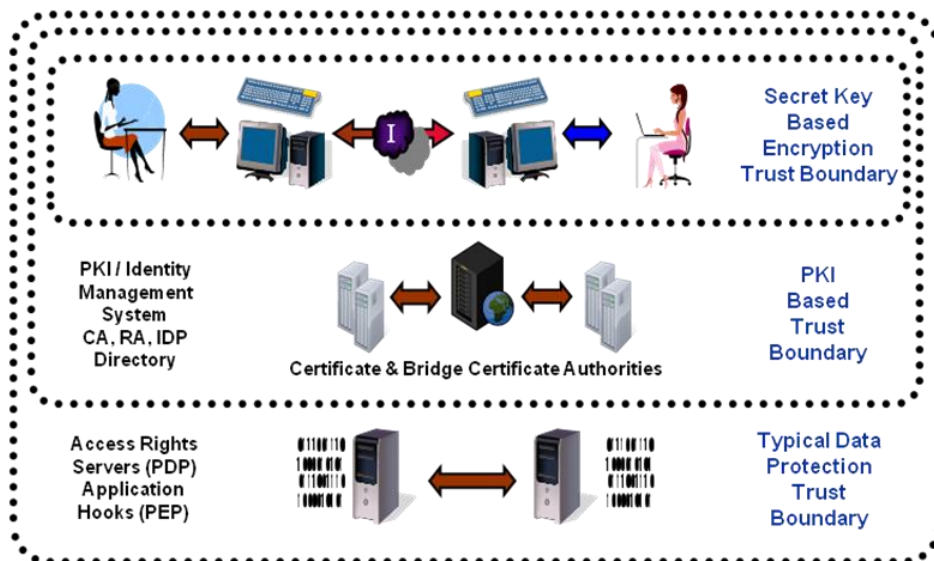 I
Secret Key
Based
Encryption
Trust Boundary
PKI / Identity
Management
System
CA, RA, IDP
Directory
Certificate & Bridge Certificate Authorities
PKI
Based
Trust
Boundary
Access Rights
Servers (PDP)
Application
Hooks (PEP)
Typical Data
Protection
Trust
Boundary